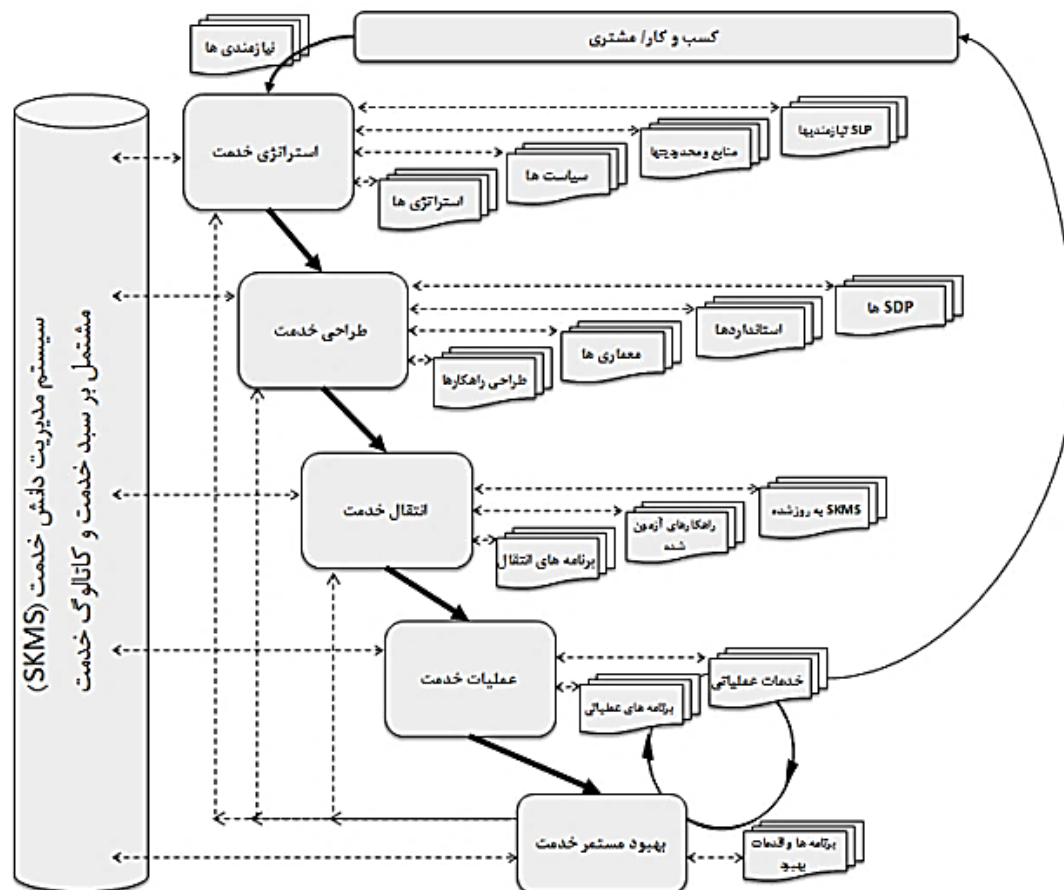 کسب و کار/ مشتری
نیازمندی ها
استراتژی خدمت
نیازمندیها SLP
منابع و محدودیتها
سیاست ها
استراتژی ها
طراحی خدمت
SDP ها
استانداردها
معماری ها
طراحی راهکارها
انتقال خدمت
SKMS به روزشده
راهکارهای آزمون
شده
برنامه های انتقال
عملیات خدمت
خدمات عملیاتی
برنامه های عملیاتی
بهبود مستمر خدمت
برنامه ها و اقدمات
بهبود
سیستم مدیریت دانش خدمت (SKMS)
مشتمل بر سبد خدمت و کاتالوگ خدمت